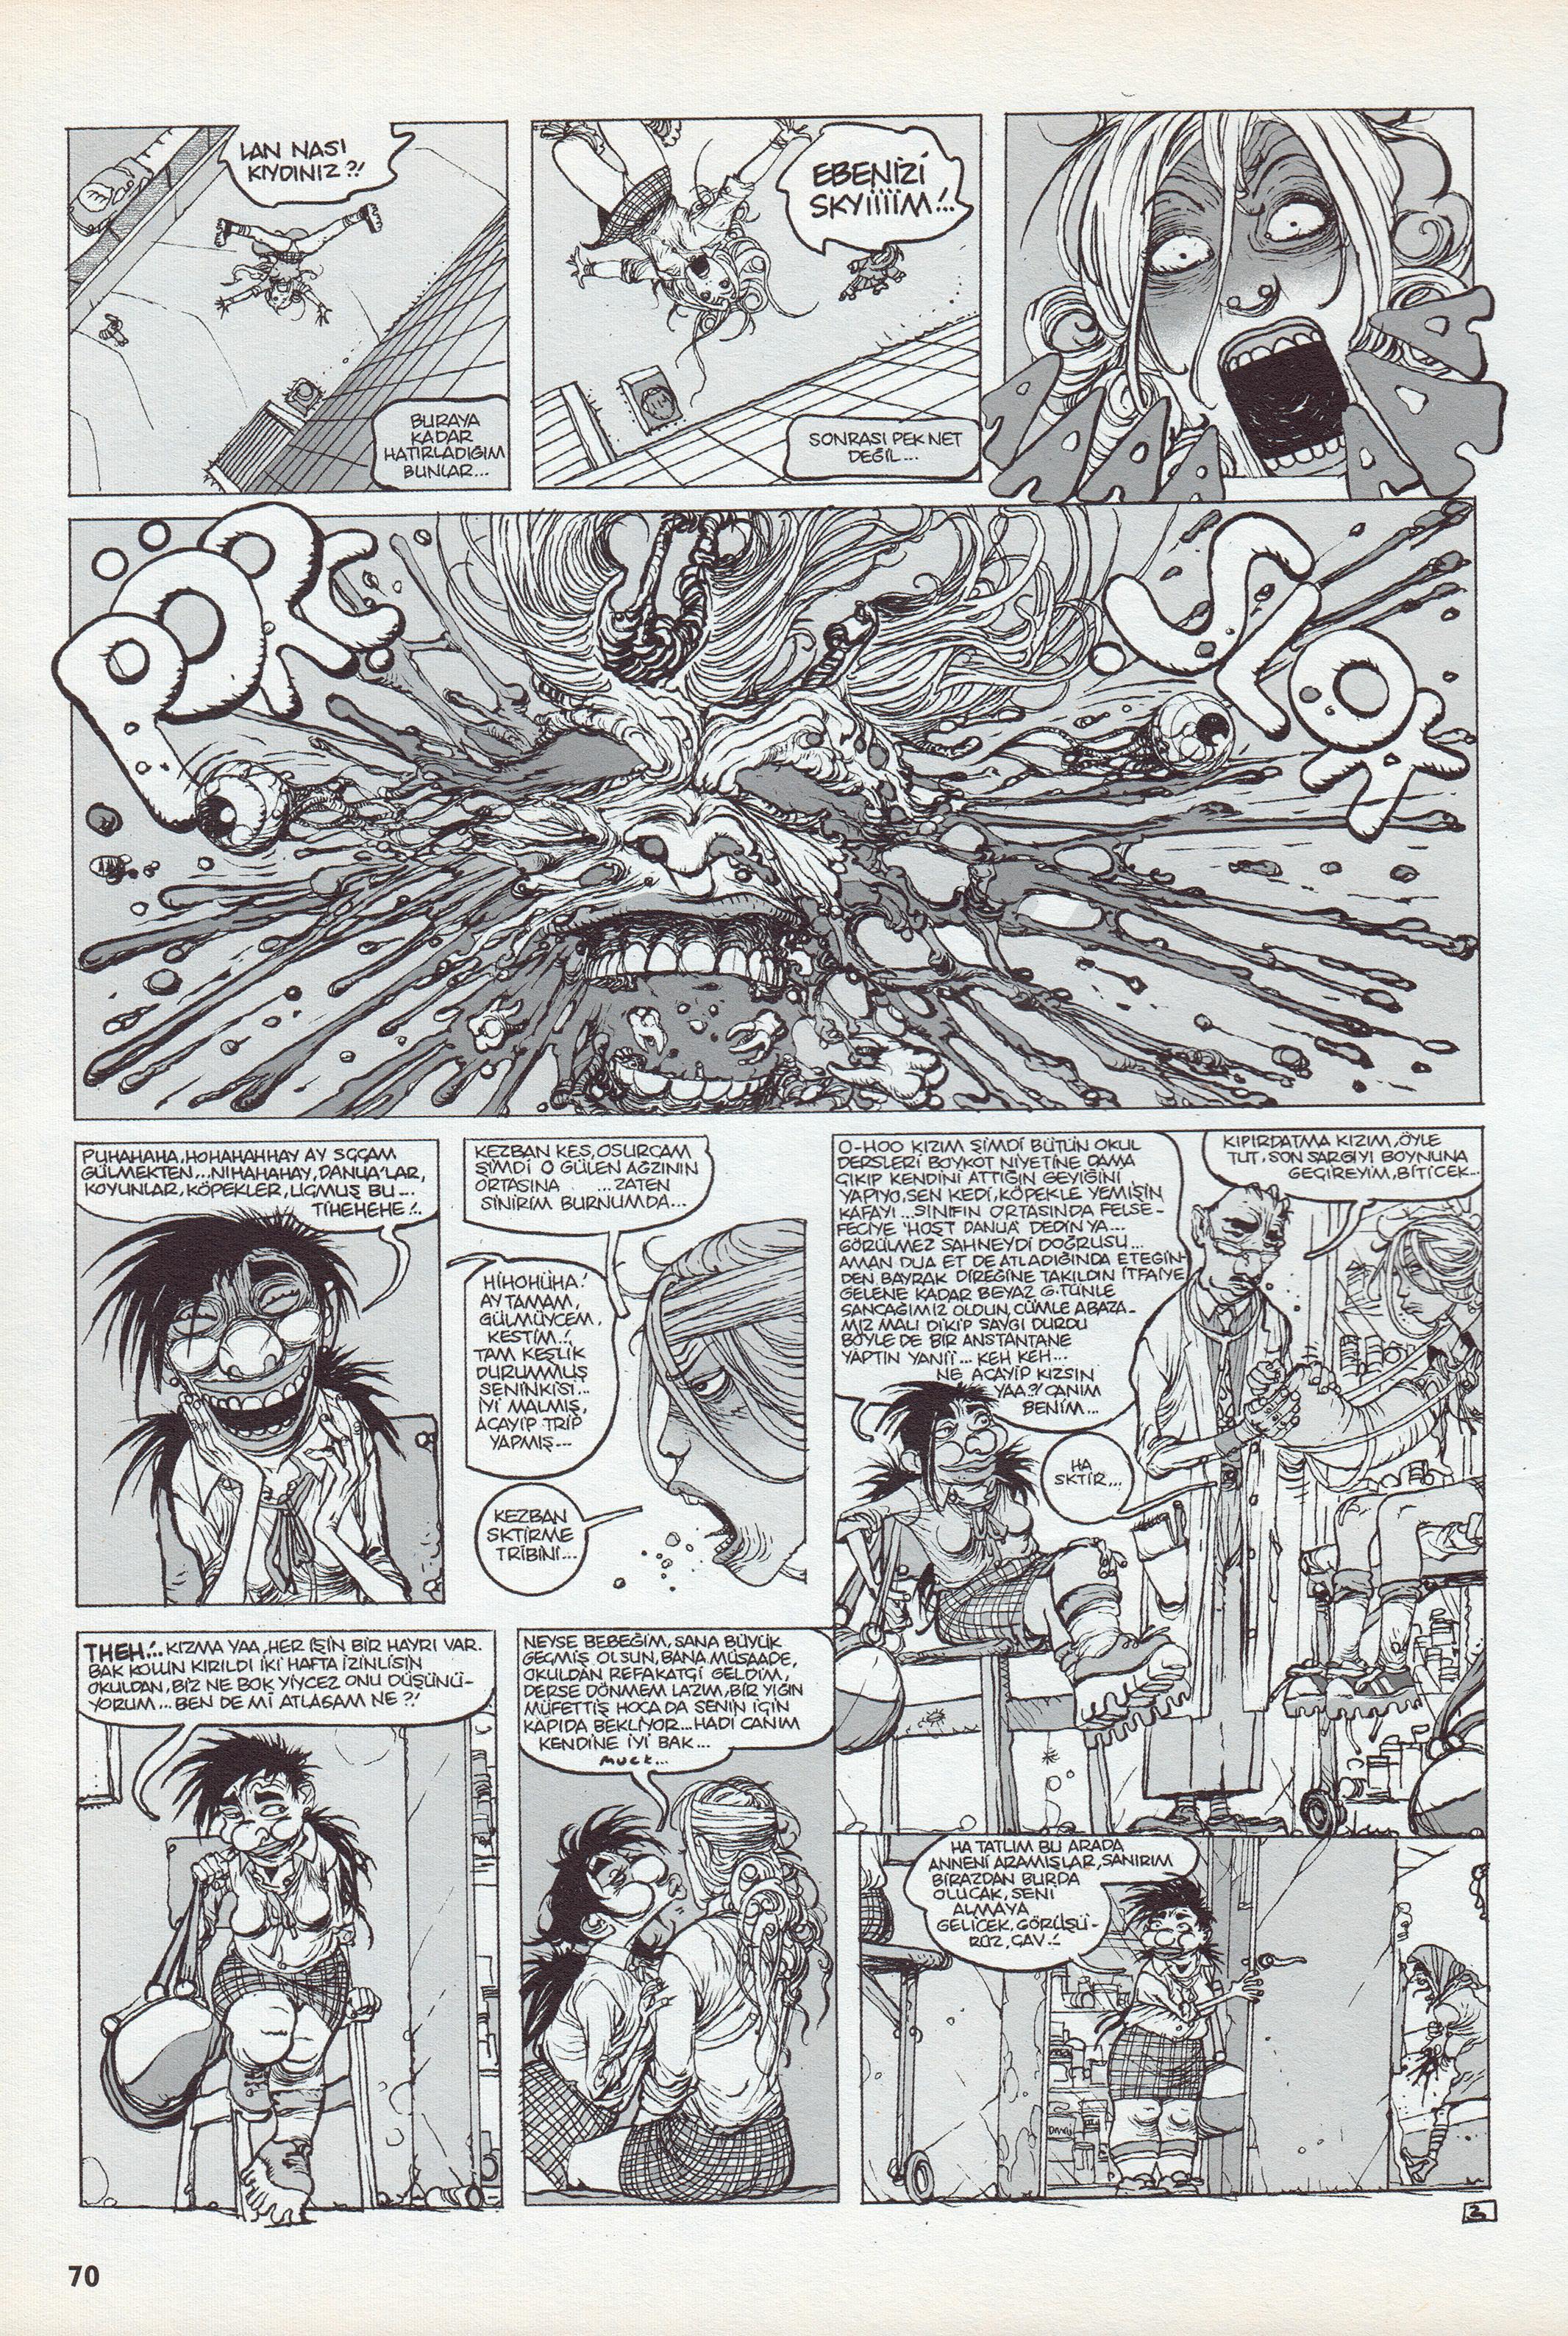 LAN NASI
KIYDINIZ ?!
BURAYA
KADAR
HATIRLADIĞIM
BUNLAR...
EBENİZİ
SKYİİİİM!..
SONRASI PEK NET
DEĞİL...
AAAAAAA
PÖRÇ
ŞLOK
PUHAHAHA, HOHAHAHHAY AY SÇÇAM
GÜLMEKTEN... NİHAHAHAY, DANUA'LAR,
KOYUNLAR, KÖPEKLER, UÇMUŞ BU...
TİHEHEHE!..
KEZBAN KES, OSURCAM
ŞİMDİ O GÜLEN AĞZININ
ORTASINA ...ZATEN
SİNİRİM BURNUMDA...
HİHOHÜHA!
AY TAMAM,
GÜLMÜYCEM,
KESTİM!..
TAM KEŞLİK
DURUMMUŞ
SENİNKİSİ...
İYİ MALMIŞ,
ACAYİP TRİP
YAPMIŞ...
KEZBAN
SKTİRME
TRİBİNİ...
O-HOO KIZIM ŞİMDİ BÜTÜN OKUL
DERSLERİ BOYKOT NİYETİNE DAMA
ÇIKIP KENDİNİ ATTIĞIN GEYİĞİNİ
YAPIYO, SEN KEDİ, KÖPEKLE YEMİŞİN
KAFAYI... SINIFIN ORTASINDA FELSE-
FECİYE 'HOŞT DANUA' DEDİN YA...
GÖRÜLMEZ SAHNEYDİ DOĞRUSU...
AMAN DUA ET DE ATLADIĞINDA ETEĞİN-
DEN BAYRAK DİREĞİNE TAKILDIN İTFAİYE
GELENE KADAR BEYAZ G.TÜNLE
SANCAĞIMIZ OLDUN, CÜMLE ABAZA-
MIZ MALI DİKİP SAYGI DURDU
BÖYLE DE BİR ANSTANTANE
YAPTIN YANİİ... KEH KEH...
NE ACAYİP KIZSIN
YAA?! CANIM
BENİM...
KIPIRDATMA KIZIM, ÖYLE
TUT, SON SARGIYI BOYNUNA
GEÇİREYİM, BİTİCEK...
HA
SKTİR...
THEH!.. KIZMA YAA, HER İŞİN BİR HAYRI VAR.
BAK KOLUN KIRILDI İKİ HAFTA İZİNLİSİN
OKULDAN, BİZ NE BOK YİYCEZ ONU DÜŞÜNÜ-
YORUM... BEN DE Mİ ATLASAM NE ?!
NEYSE BEBEĞİM, SANA BÜYÜK
GEÇMİŞ OLSUN, BANA MÜSAADE,
OKULDAN REFAKATÇİ GELDİM,
DERSE DÖNMEM LAZIM, BİR YIĞIN
MÜFETTİŞ HOCA DA SENİN İÇİN
KAPIDA BEKLİYOR... HADİ CANIM
KENDİNE İYİ BAK...
MUCK...
HA TATLIM BU ARADA
ANNENİ ARAMIŞLAR, SANIRIM
BİRAZDAN BURDA
OLUCAK, SENİ
ALMAYA
GELİCEK, GÖRÜŞÜ-
RÜZ, ÇAV!.
2
70